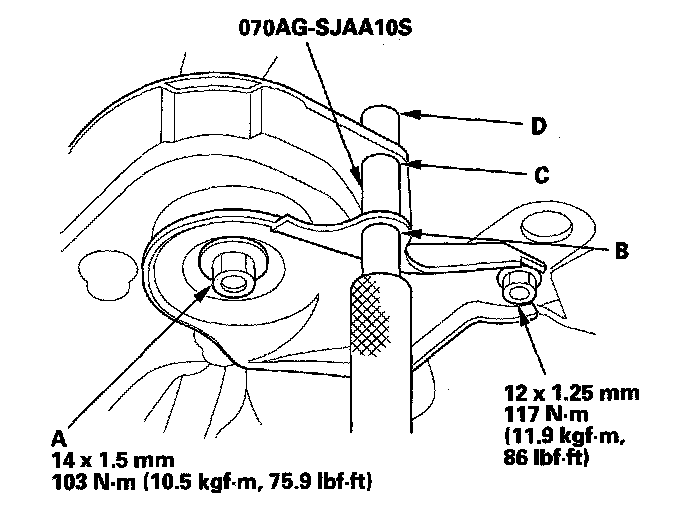 070AG-SJAA10S
D
C
B
A
14 x 1.5 mm
103 N·m (10.5 kgf·m, 75.9 lbf·ft)
12 x 1.25 mm
117 N·m
(11.9 kgf·m,
86 lbf·ft)